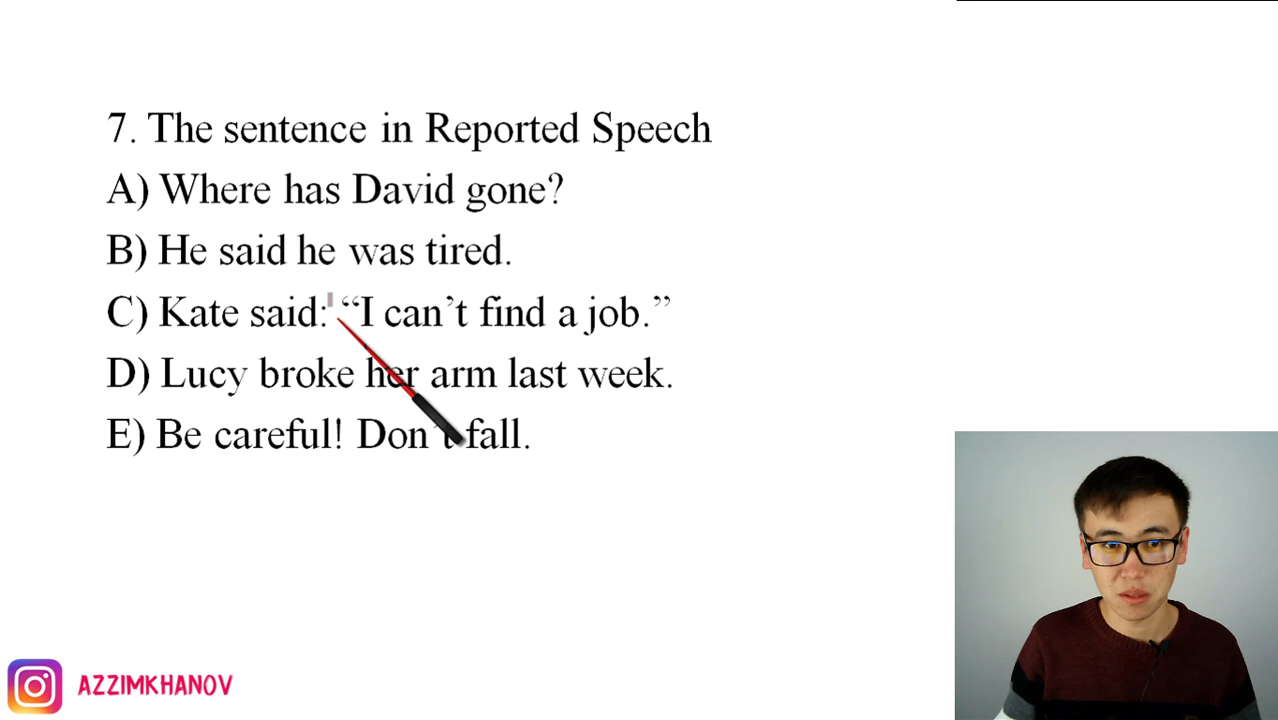 7. The sentence in Reported Speech
A) Where has David gone?
B) He said he was tired.
C) Kate said: “I can’t find a job.”
D) Lucy broke her arm last week.
E) Be careful! Don’t fall.
AZZIMKHANOV